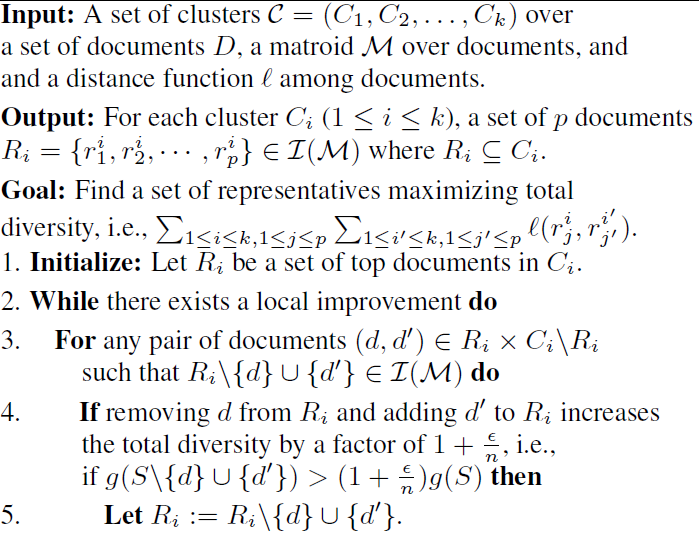 Input: A set of clusters 𝒞 = (C₁, C₂, . . . , Cₖ) over
a set of documents D, a matroid ℳ over documents, and
and a distance function ℓ among documents.
Output: For each cluster Cᵢ (1 ≤ i ≤ k), a set of p documents
Rᵢ = {r₁ⁱ, r₂ⁱ, · · · , rₚⁱ} ∈ ℐ(ℳ) where Rᵢ ⊆ Cᵢ.
Goal: Find a set of representatives maximizing total
diversity, i.e., ∑_{1≤i≤k,1≤j≤p} ∑_{1≤i′≤k,1≤j′≤p} ℓ(r_j^i, r_{j′}^{i′}).
1. Initialize: Let Rᵢ be a set of top documents in Cᵢ.
2. While there exists a local improvement do
3. For any pair of documents (d, d′) ∈ Rᵢ × Cᵢ\Rᵢ
such that Rᵢ\{d} ∪ {d′} ∈ ℐ(ℳ) do
4. If removing d from Rᵢ and adding d′ to Rᵢ increases
the total diversity by a factor of 1 + ϵ/n, i.e.,
if g(S\{d} ∪ {d′}) > (1 + ϵ/n)g(S) then
5. Let Rᵢ := Rᵢ\{d} ∪ {d′}.